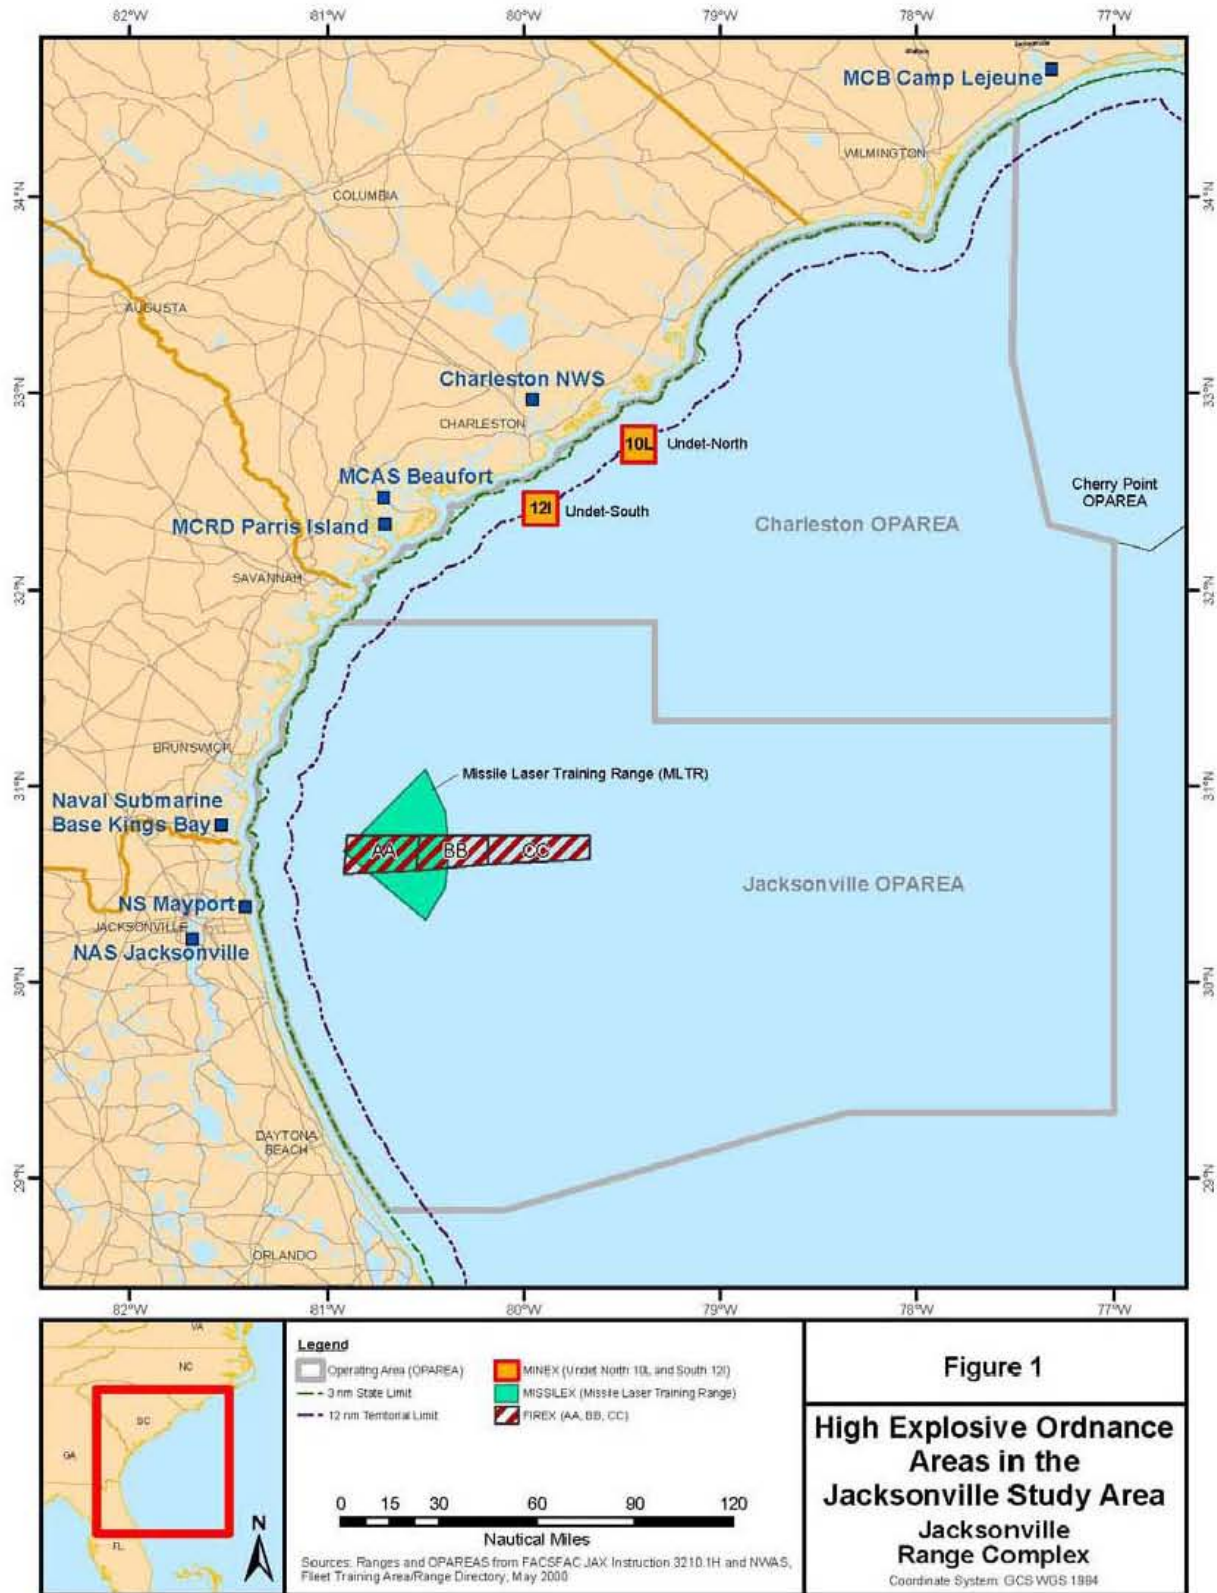 82°W 81°W 80°W 79°W 78°W 77°W
MCB Camp Lejeune
WILMINGTON
34°N
34°N
COLUMBIA
AUGUSTA
33°N
33°N
Charleston NWS
CHARLESTON
10L
Undet-North
MCAS Beaufort
12I
Undet-South
Cherry Point
OPAREA
MCRD Parris Island
Charleston OPAREA
SAVANNAH
32°N
32°N
BRUNSWICK
Missile Laser Training Range (MLTR)
31°N
31°N
Naval Submarine
Base Kings Bay
AA BB CC
Jacksonville OPAREA
NS Mayport
JACKSONVILLE
NAS Jacksonville
30°N
30°N
DAYTONA
BEACH
29°N
29°N
ORLANDO
82°W 81°W 80°W 79°W 78°W 77°W
VA
NC
SC
GA
FL
N
Legend
Operating Area (OPAREA)
3 nm State Limit
12 nm Territorial Limit
MINEX (Undet North 10L and South 12I)
MISSILEX (Missile Laser Training Range)
FIREX (AA, BB, CC)
0 15 30 60 90 120
Nautical Miles
Sources: Ranges and OPAREAS from FACSFAC JAX Instruction 3210.1H and NWAS,
Fleet Training Area/Range Directory, May 2000
Figure 1
High Explosive Ordnance
Areas in the
Jacksonville Study Area
Jacksonville
Range Complex
Coordinate System: GCS WGS 1984